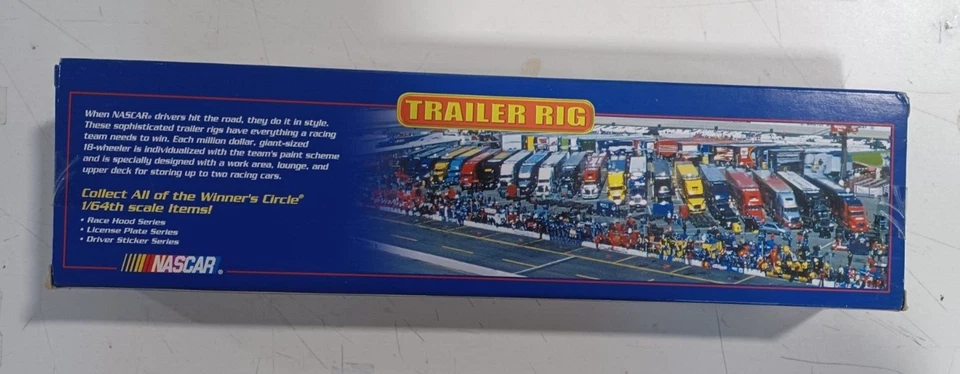 TRAILER RIG
When NASCAR® drivers hit the road, they do it in style.
These sophisticated trailer rigs have everything a racing
team needs to win. Each million dollar, giant-sized
18-wheeler is individualized with the team's paint scheme
and is specially designed with a work area, lounge, and
upper deck for storing up to two racing cars.
Collect All of the Winner's Circle®
1/64th scale Items!
• Race Hood Series
• License Plate Series
• Driver Sticker Series
NASCAR®